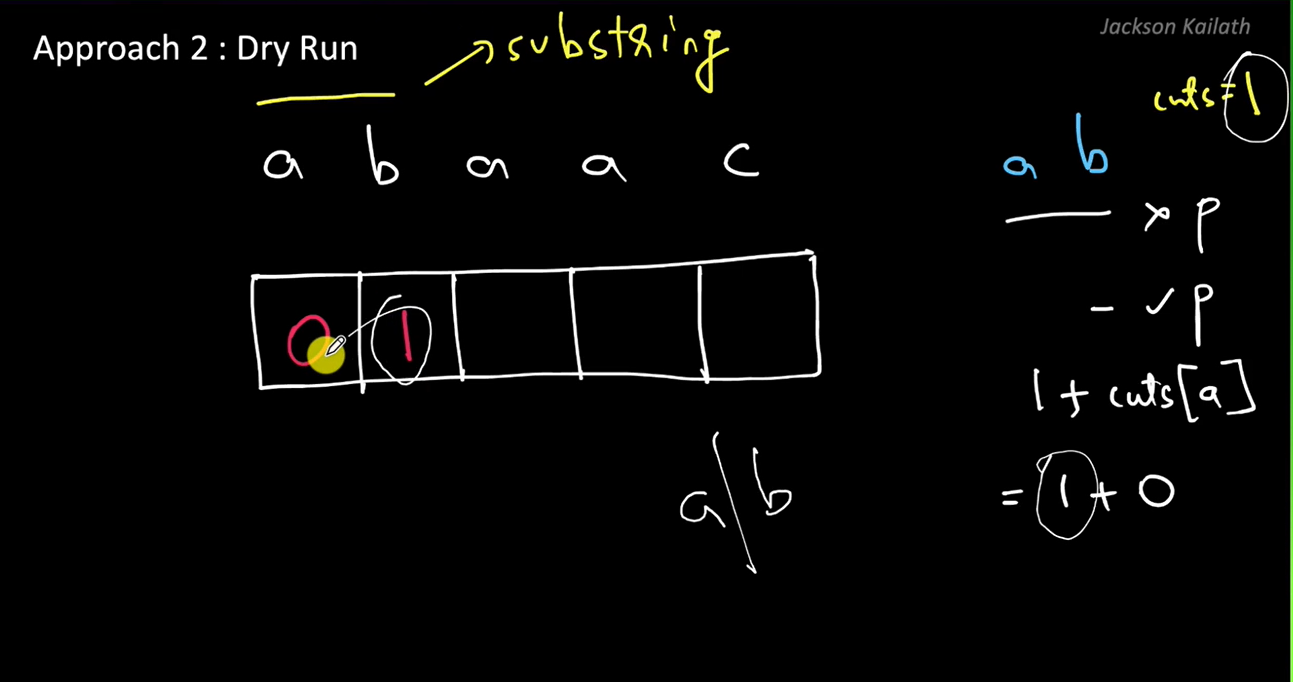 Jackson Kailath
Approach 2 : Dry Run
substring
cuts = 1
a b a a c
a b
x p
0 1
- ✓ p
1 + cuts[a]
a/b
= 1 + 0